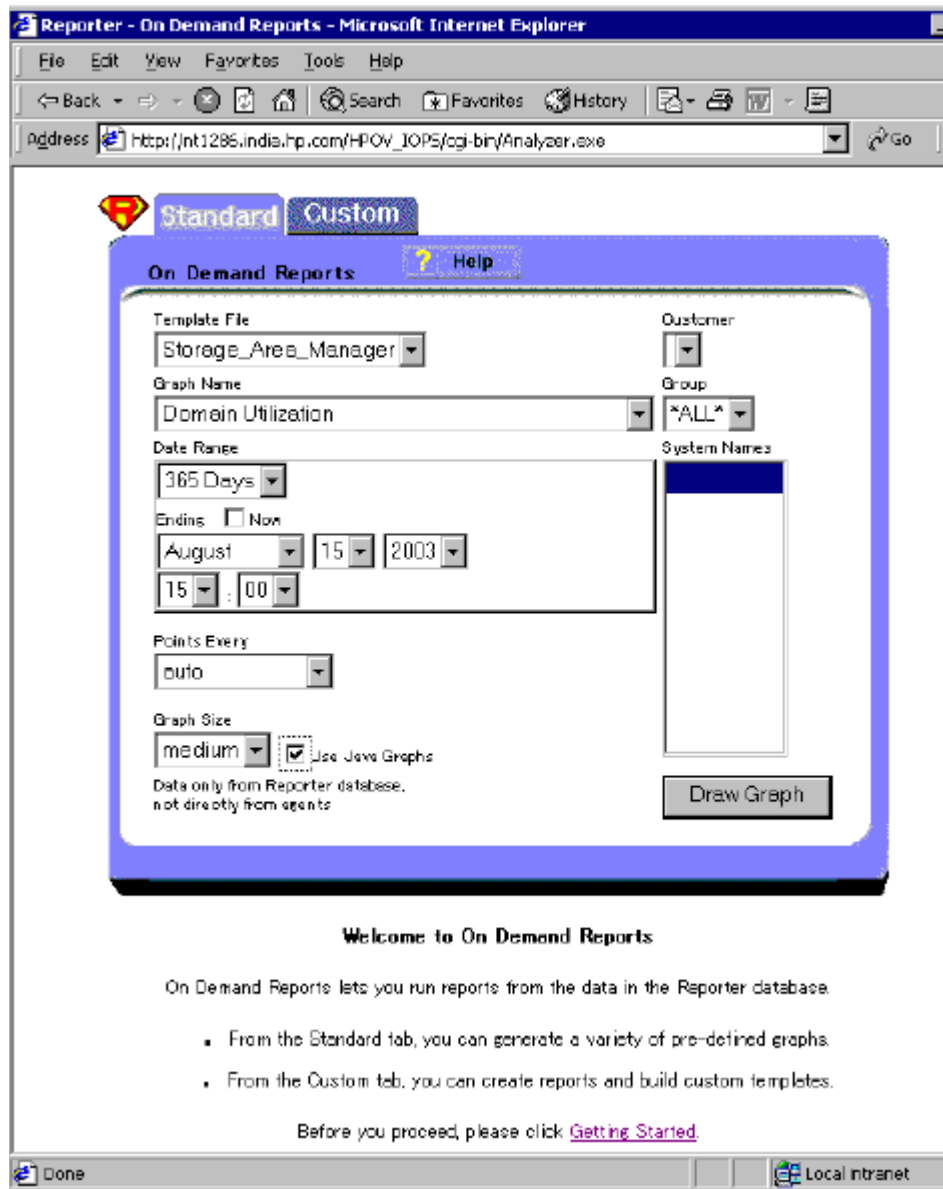 Reporter - On Demand Reports - Microsoft Internet Explorer
File Edit View Favorites Tools Help
Back Search Favorites History
Address http://nt1286.india.hp.com/HPOV_IOPS/cgi-bin/Analyzer.exe Go
Standard Custom
On Demand Reports ? Help
Template File Customer
Storage_Area_Manager
Graph Name Group
Domain Utilization *ALL*
Date Range System Names
365 Days
Ending Now
August 15 2003
15 : 00
Points Every
auto
Graph Size
medium Use Java Graphs
Data only from Reporter database,
not directly from agents
Draw Graph
Welcome to On Demand Reports
On Demand Reports lets you run reports from the data in the Reporter database.
From the Standard tab, you can generate a variety of pre-defined graphs.
From the Custom tab, you can create reports and build custom templates.
Before you proceed, please click Getting Started.
Done Local intranet